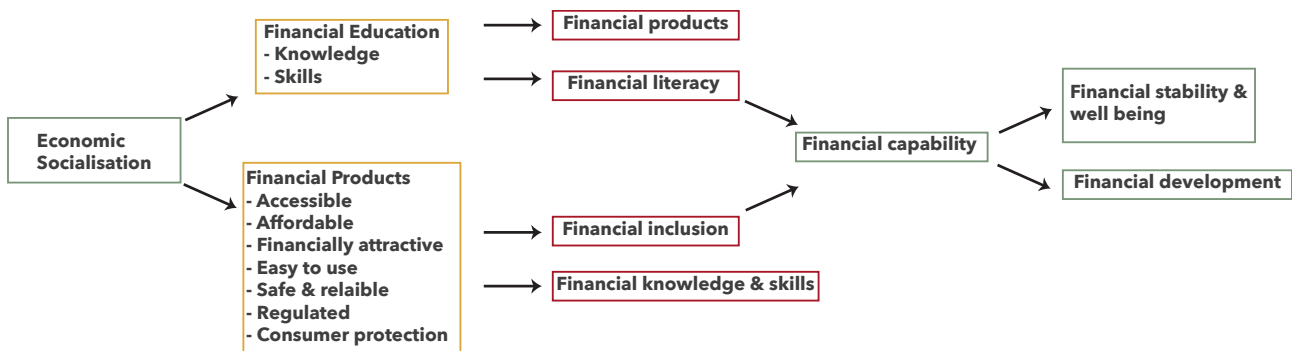 Economic
Socialisation
Financial Education
- Knowledge
- Skills
Financial Products
- Accessible
- Affordable
- Financially attractive
- Easy to use
- Safe & relaible
- Regulated
- Consumer protection
Financial products
Financial literacy
Financial inclusion
Financial knowledge & skills
Financial capability
Financial stability &
well being
Financial development